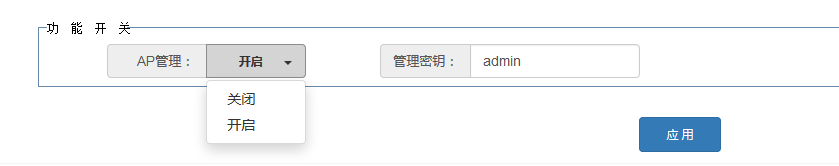 功 能 开 关
AP管理： 开启 管理密钥： admin
关闭
开启
应用